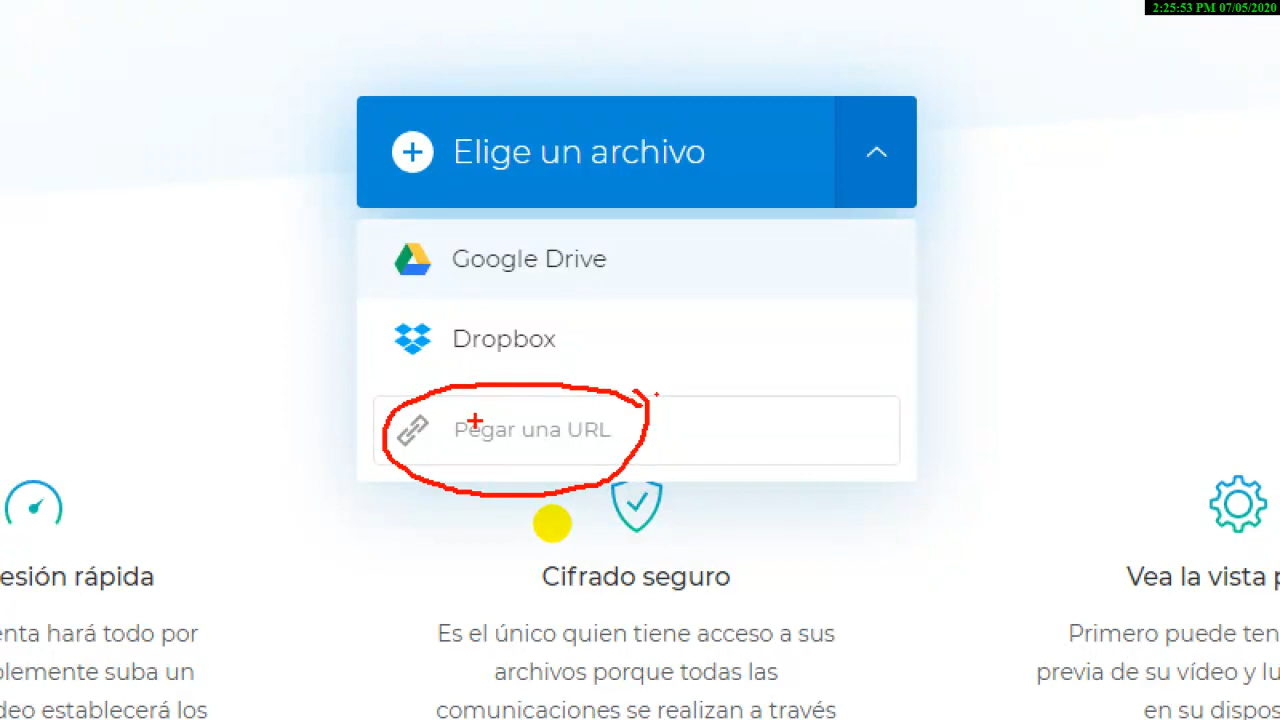 2:25:53 PM 07/05/2020
Elige un archivo
Google Drive
Dropbox
Pegar una URL
esión rápida
Cifrado seguro
Vea la vista p
enta hará todo por
plemente suba un
deo establecerá los
Es el único quien tiene acceso a sus
archivos porque todas las
comunicaciones se realizan a través
Primero puede ten
previa de su vídeo y lu
en su dispos